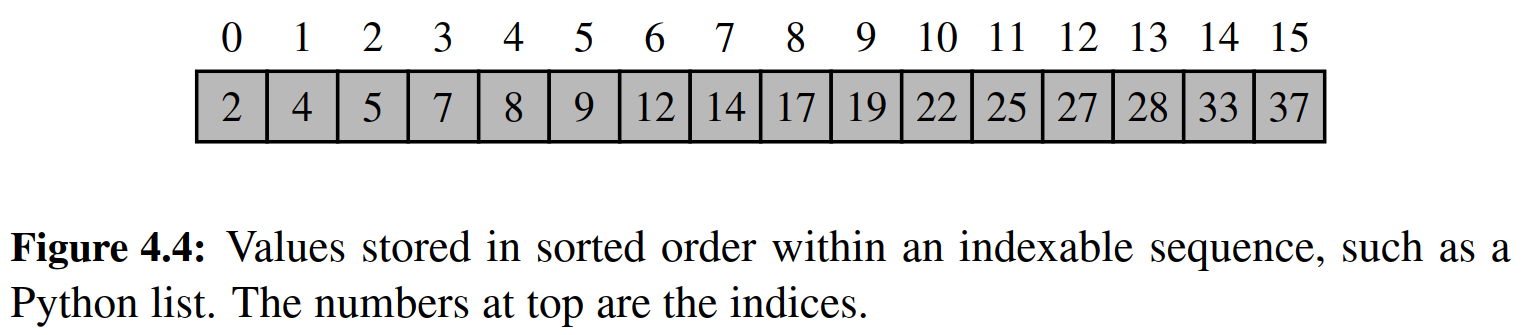 0 1 2 3 4 5 6 7 8 9 10 11 12 13 14 15
2 4 5 7 8 9 12 14 17 19 22 25 27 28 33 37
Figure 4.4: Values stored in sorted order within an indexable sequence, such as a
Python list. The numbers at top are the indices.